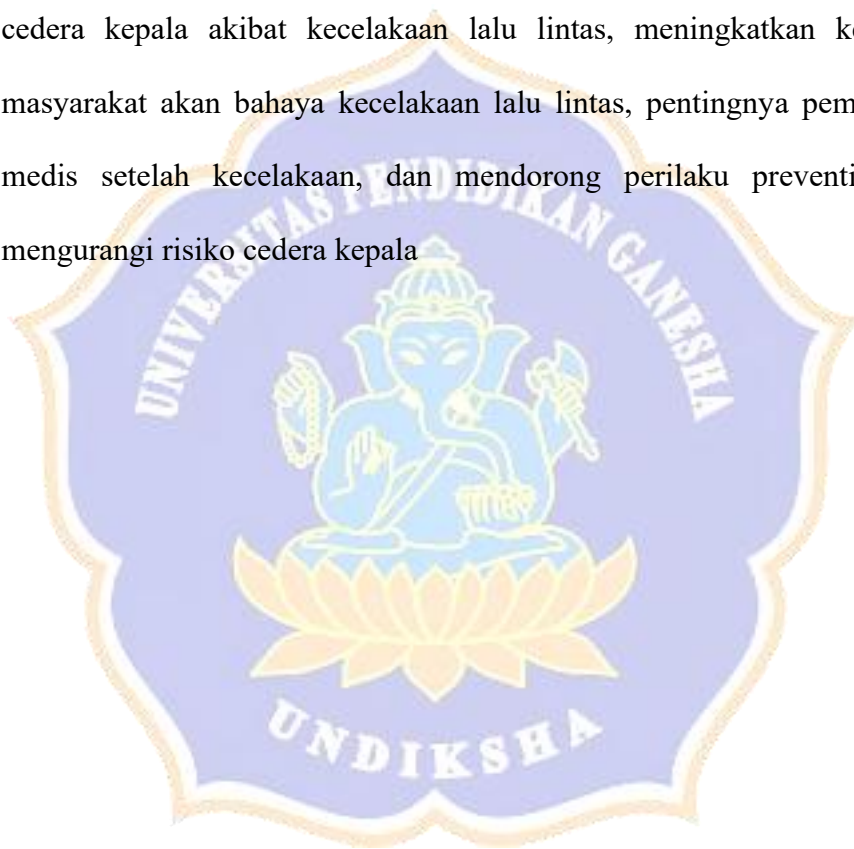 cedera kepala akibat kecelakaan lalu lintas, meningkatkan
masyarakat akan bahaya kecelakaan lalu lintas, pentingnya
medis setelah kecelakaan, dan mendorong perilaku
mengurangi risiko cedera kepala
UNIVERSITAS PENDIDIKAN GANESHA
UNDIKSHA